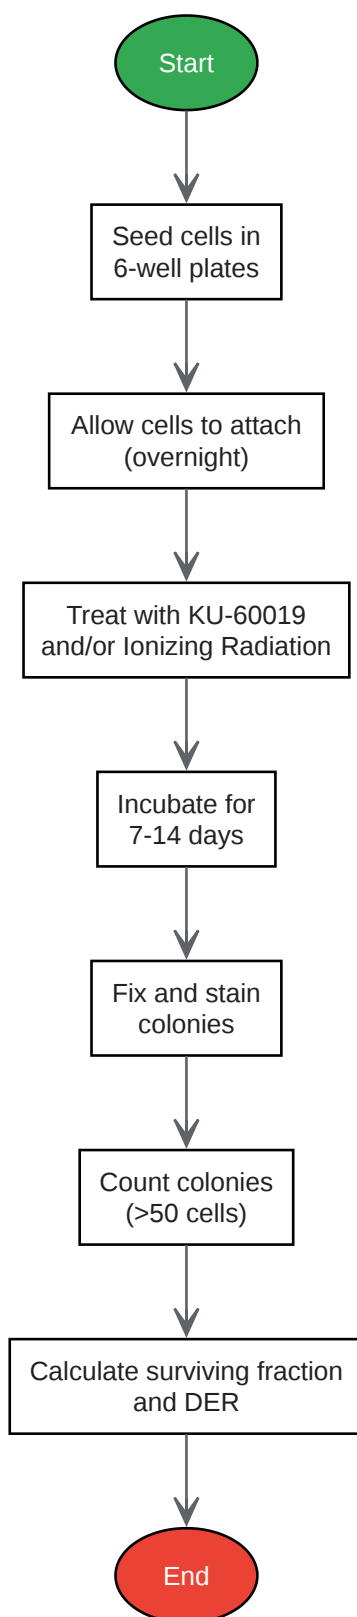 Start
Seed cells in
6-well plates
Allow cells to attach
(overnight)
Treat with KU-60019
and/or Ionizing Radiation
Incubate for
7-14 days
Fix and stain
colonies
Count colonies
(>50 cells)
Calculate surviving fraction
and DER
End